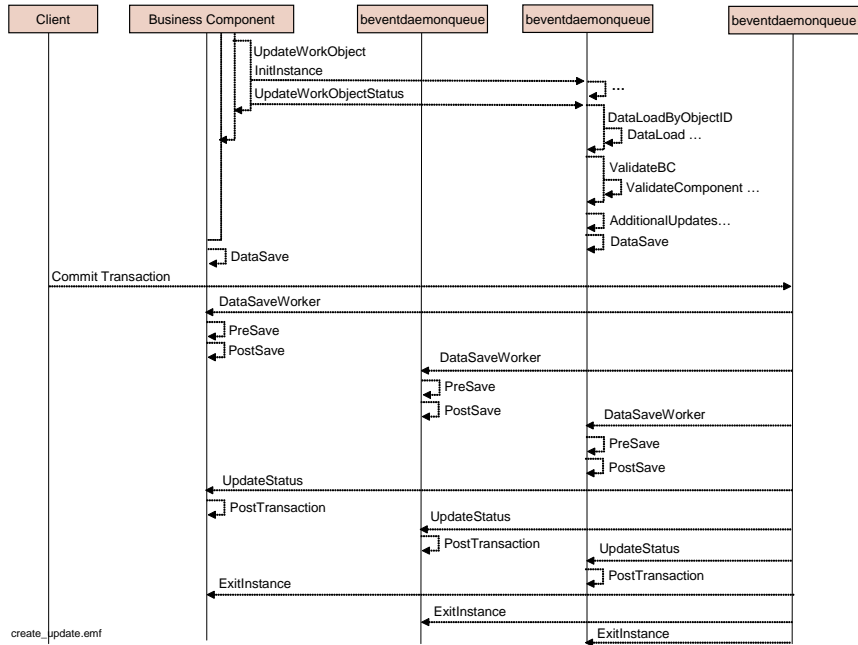 Client
Business Component
beventdaemonqueue
beventdaemonqueue
beventdaemonqueue
UpdateWorkObject
InitInstance
…
UpdateWorkObjectStatus
DataLoadByObjectID
DataLoad …
ValidateBC
ValidateComponent …
AdditionalUpdates…
DataSave
DataSave
Commit Transaction
DataSaveWorker
PreSave
PostSave
DataSaveWorker
PreSave
PostSave
DataSaveWorker
PreSave
PostSave
UpdateStatus
PostTransaction
UpdateStatus
PostTransaction
UpdateStatus
PostTransaction
ExitInstance
ExitInstance
ExitInstance
create_update.emf